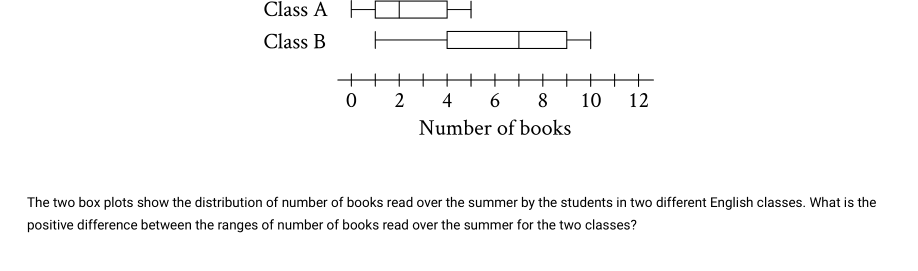 Class A
Class B
0 2 4 6 8 10 12
Number of books
The two box plots show the distribution of number of books read over the summer by the students in two different English classes. What is the
positive difference between the ranges of number of books read over the summer for the two classes?